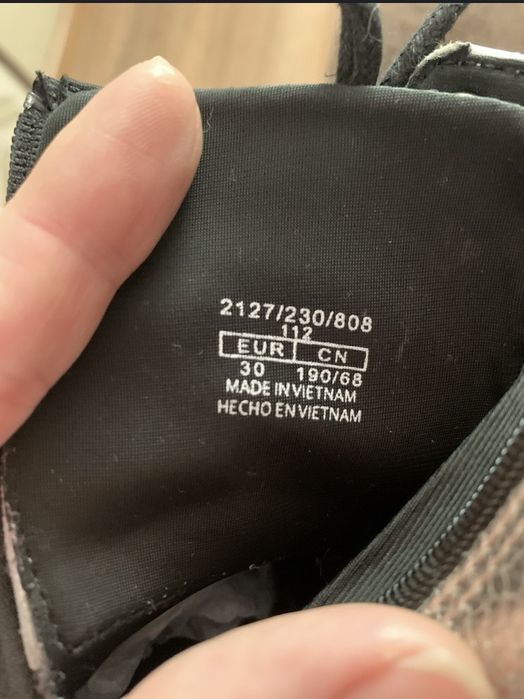 2127/230/808
112
EUR CN
30 190/68
MADE IN VIETNAM
HECHO EN VIETNAM